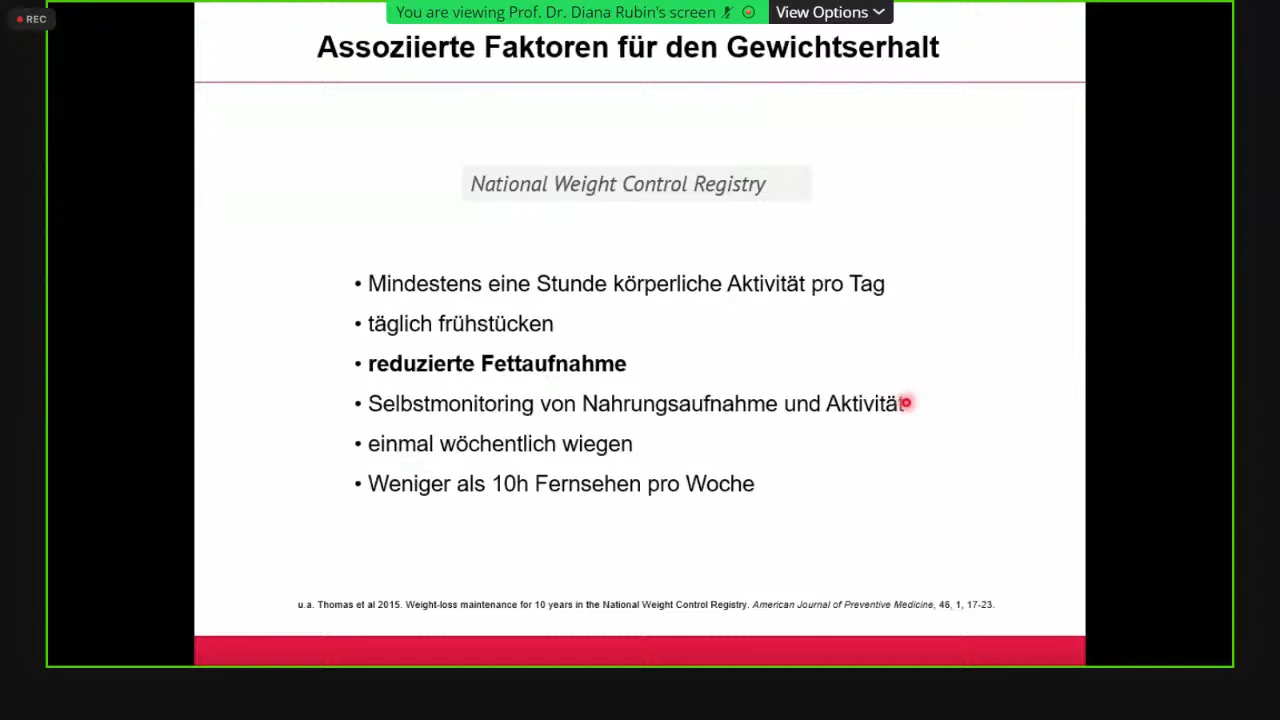 REC
You are viewing Prof. Dr. Diana Rubin's screen
View Options
Assoziierte Faktoren für den Gewichtserhalt
National Weight Control Registry
• Mindestens eine Stunde körperliche Aktivität pro Tag
• täglich frühstücken
• reduzierte Fettaufnahme
• Selbstmonitoring von Nahrungsaufnahme und Aktivität
• einmal wöchentlich wiegen
• Weniger als 10h Fernsehen pro Woche
u.a. Thomas et al 2015. Weight-loss maintenance for 10 years in the National Weight Control Registry. American Journal of Preventive Medicine, 46, 1, 17-23.